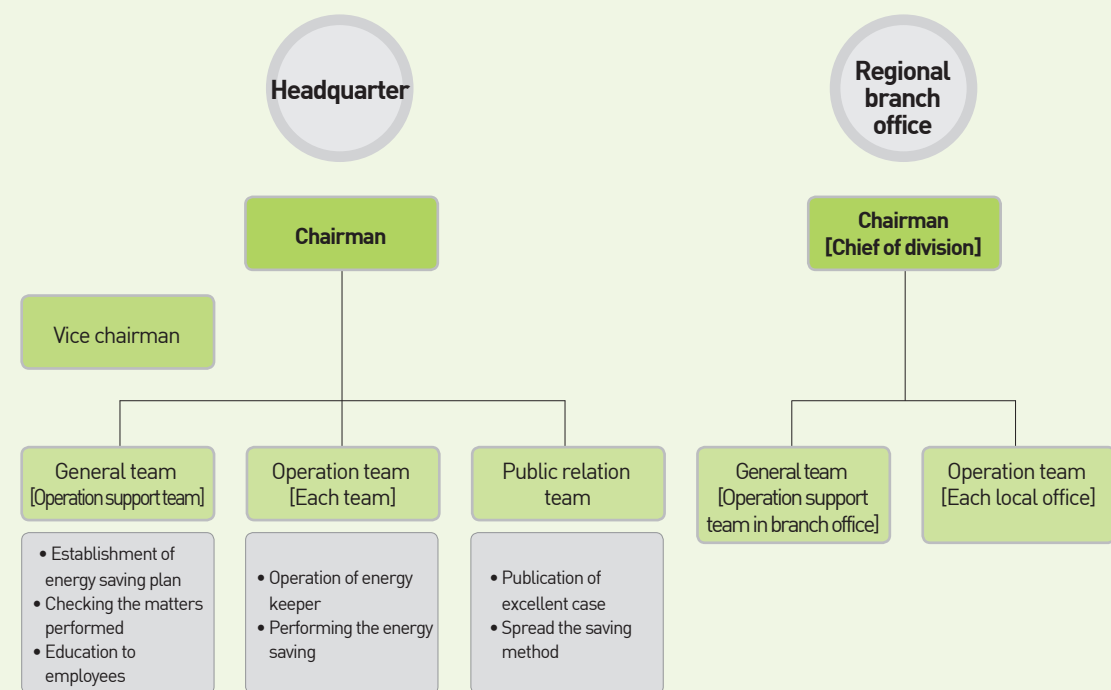 Headquarter
Regional
branch
office
Chairman
Chairman
[Chief of division]
Vice chairman
General team
[Operation support team]
Operation team
[Each team]
Public relation
team
General team
[Operation support
team in branch office]
Operation team
[Each local office]
• Establishment of
energy saving plan
• Checking the matters
performed
• Education to
employees
• Operation of energy
keeper
• Performing the energy
saving
• Publication of
excellent case
• Spread the saving
method